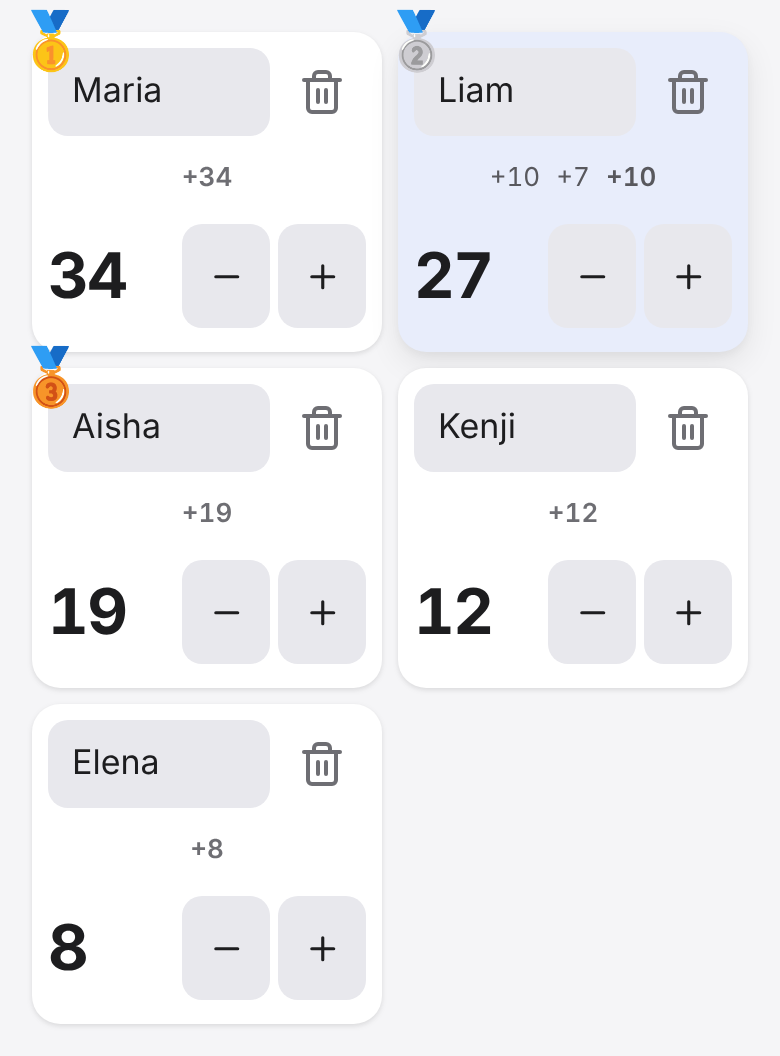 Maria
+34
34
− +
Liam
+10 +7 +10
27
− +
Aisha
+19
19
− +
Kenji
+12
12
− +
Elena
+8
8
− +